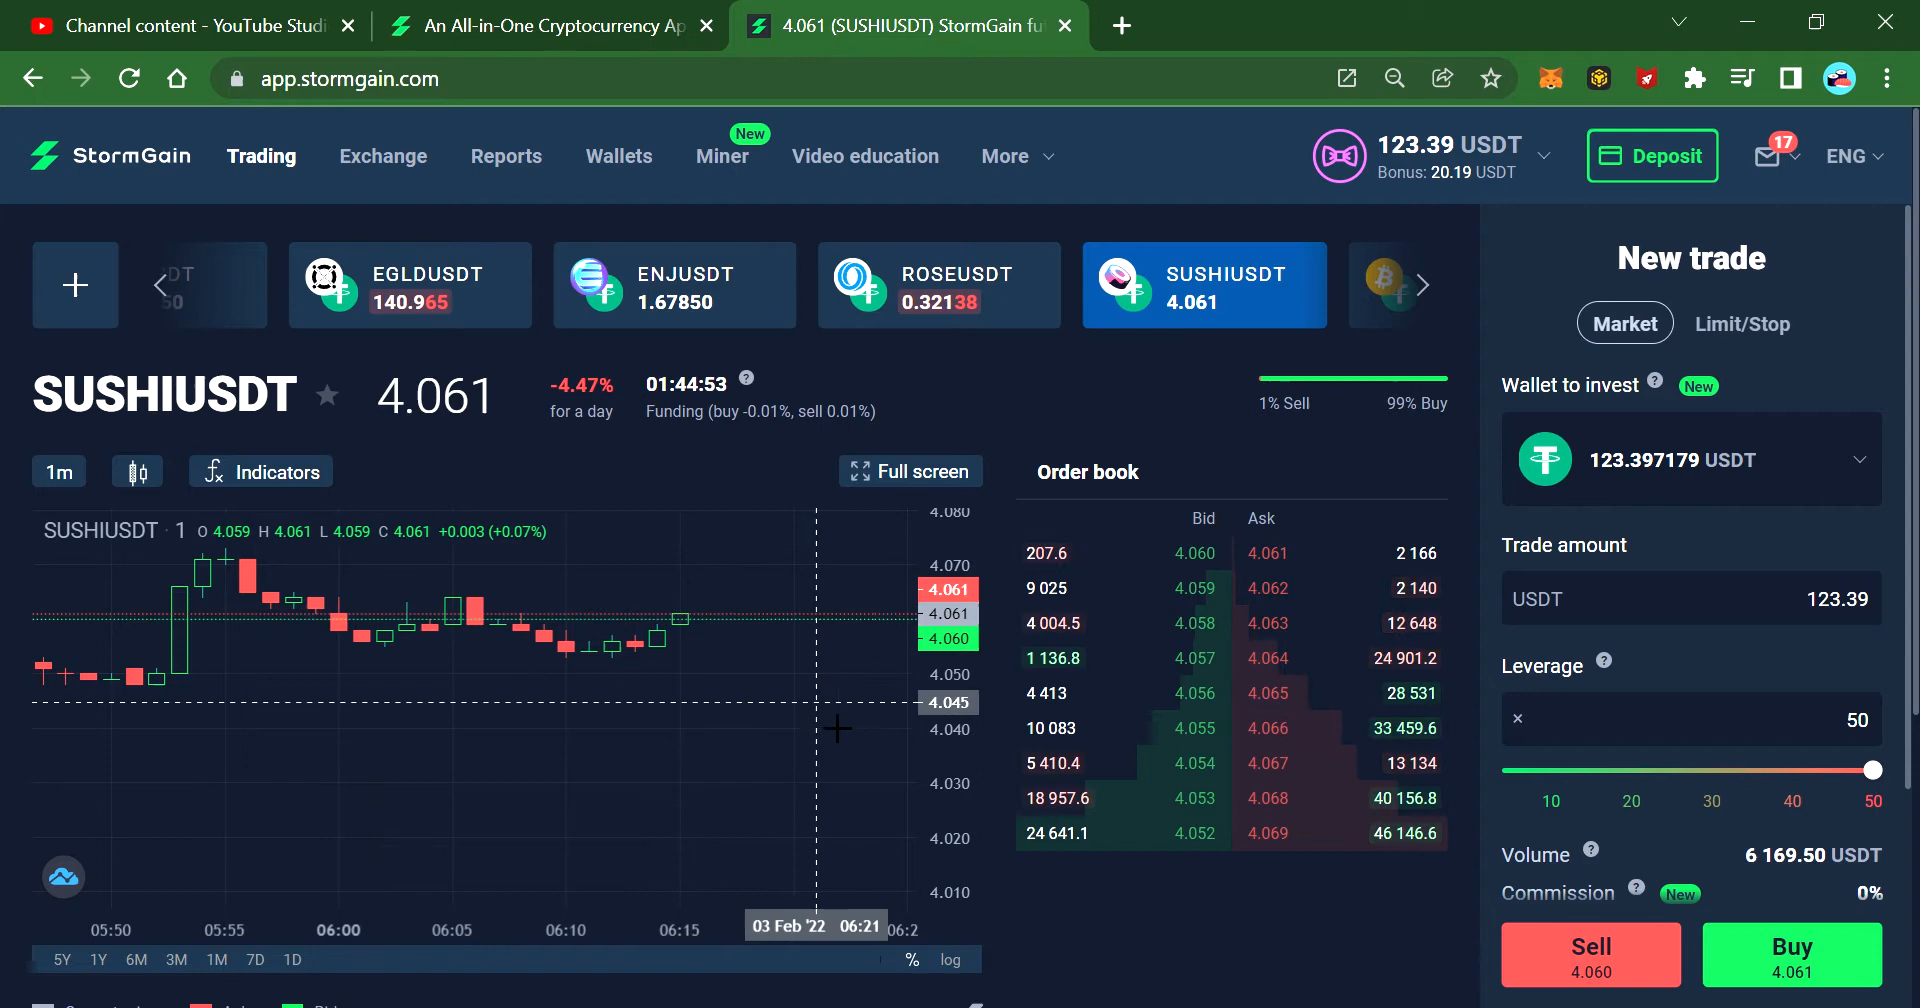 Channel content - YouTube Studi
An All-in-One Cryptocurrency Ap
4.061 (SUSHIUSDT) StormGain fu
app.stormgain.com
StormGain
Trading
Exchange
Reports
Wallets
Miner
New
Video education
More
123.39 USDT
Bonus: 20.19 USDT
Deposit
17
ENG
DT
50
EGLDUSDT
140.965
ENJUSDT
1.67850
ROSEUSDT
0.32138
SUSHIUSDT
4.061
SUSHIUSDT
4.061
-4.47%
for a day
01:44:53
Funding (buy -0.01%, sell 0.01%)
1% Sell
99% Buy
1m
Indicators
Full screen
SUSHIUSDT · 1 O 4.059 H 4.061 L 4.059 C 4.061 +0.003 (+0.07%)
4.080
4.070
4.061
4.061
4.060
4.050
4.045
4.040
4.030
4.020
4.010
05:50 05:55 06:00 06:05 06:10 06:15 03 Feb '22 06:21 06:2
5Y 1Y 6M 3M 1M 7D 1D % log
Order book
Bid Ask
207.6 4.060 4.061 2 166
9 025 4.059 4.062 2 140
4 004.5 4.058 4.063 12 648
1 136.8 4.057 4.064 24 901.2
4 413 4.056 4.065 28 531
10 083 4.055 4.066 33 459.6
5 410.4 4.054 4.067 13 134
18 957.6 4.053 4.068 40 156.8
24 641.1 4.052 4.069 46 146.6
New trade
Market Limit/Stop
Wallet to invest ? New
123.397179 USDT
Trade amount
USDT 123.39
Leverage ?
× 50
10 20 30 40 50
Volume ? 6 169.50 USDT
Commission ? New 0%
Sell
4.060
Buy
4.061